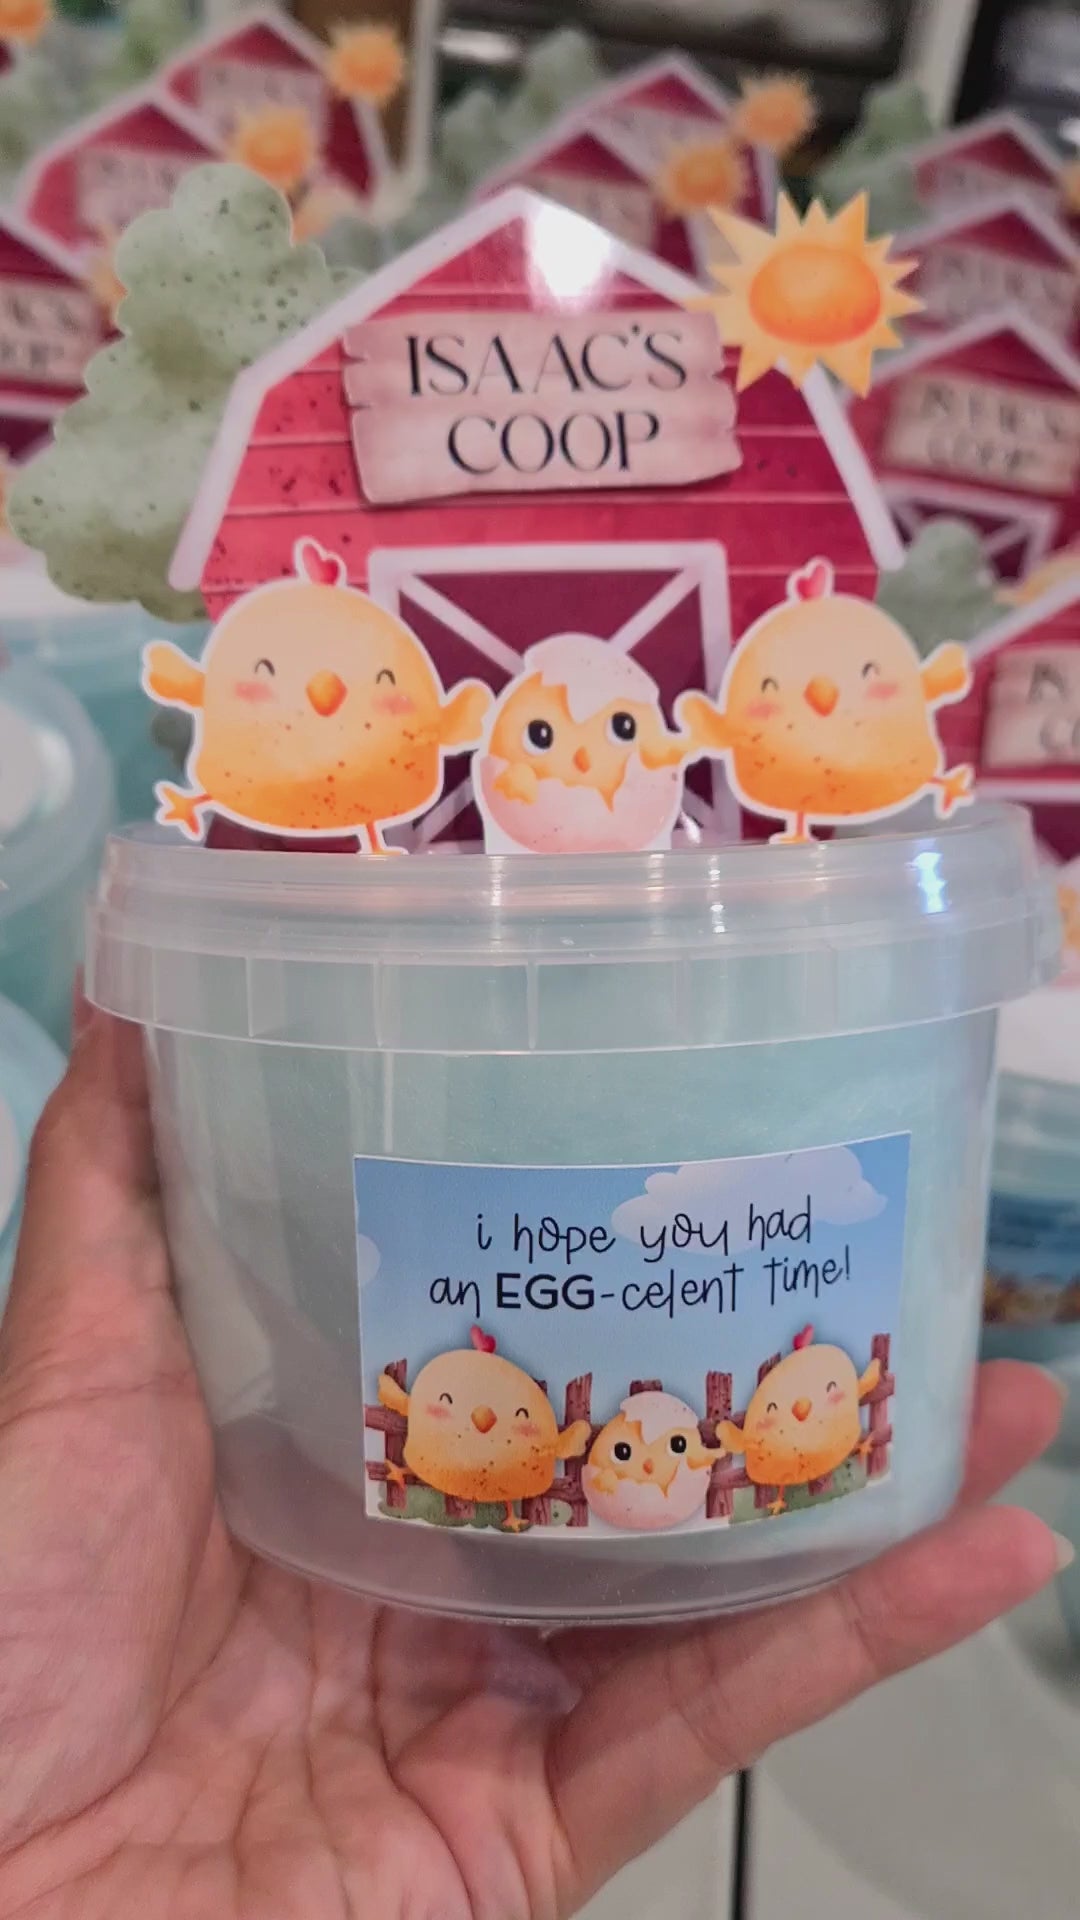 ISAAC'S
COOP
i hope you had
an EGG-celent time!